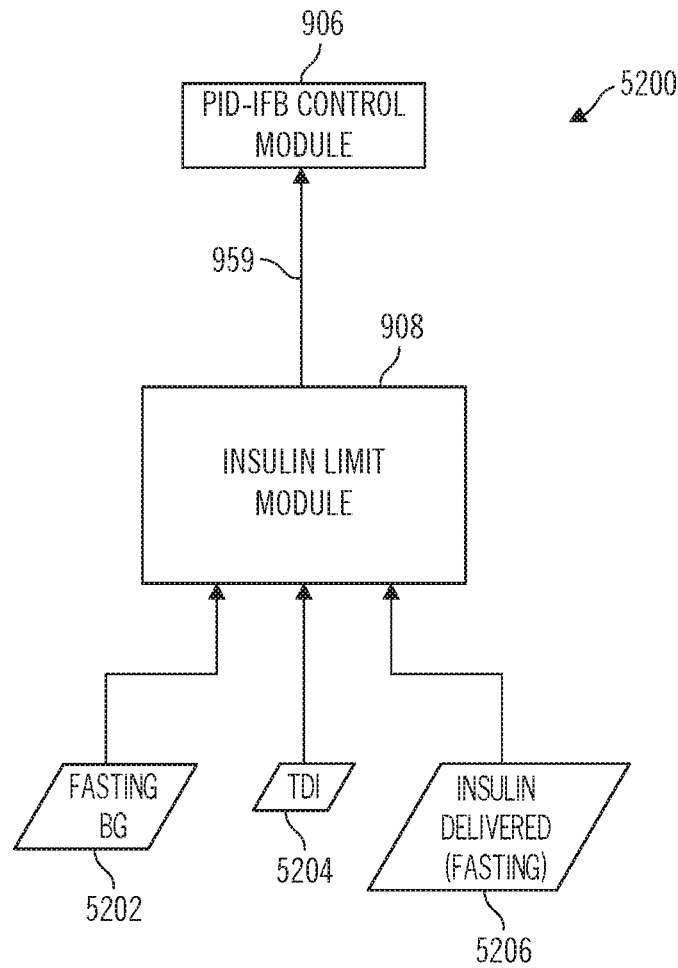 906
PID-IFB CONTROL
MODULE
5200
959
908
INSULIN LIMIT
MODULE
FASTING
BG
TDI
INSULIN
DELIVERED
(FASTING)
5202
5204
5206